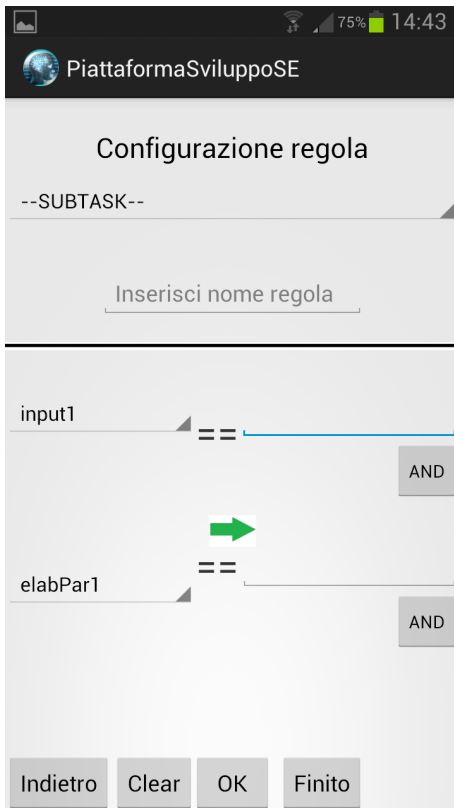 75% 14:43
PiattaformaSviluppoSE
Configurazione regola
--SUBTASK--
Inserisci nome regola
input1 ==
AND
==
elabPar1
AND
Indietro Clear OK Finito